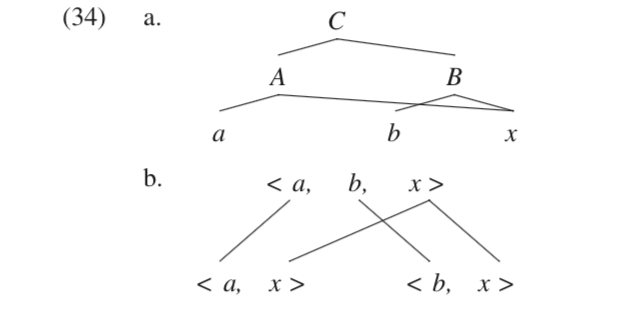 (34) a. C
A B
a b x
b. < a, b, x >
< a, x > < b, x >